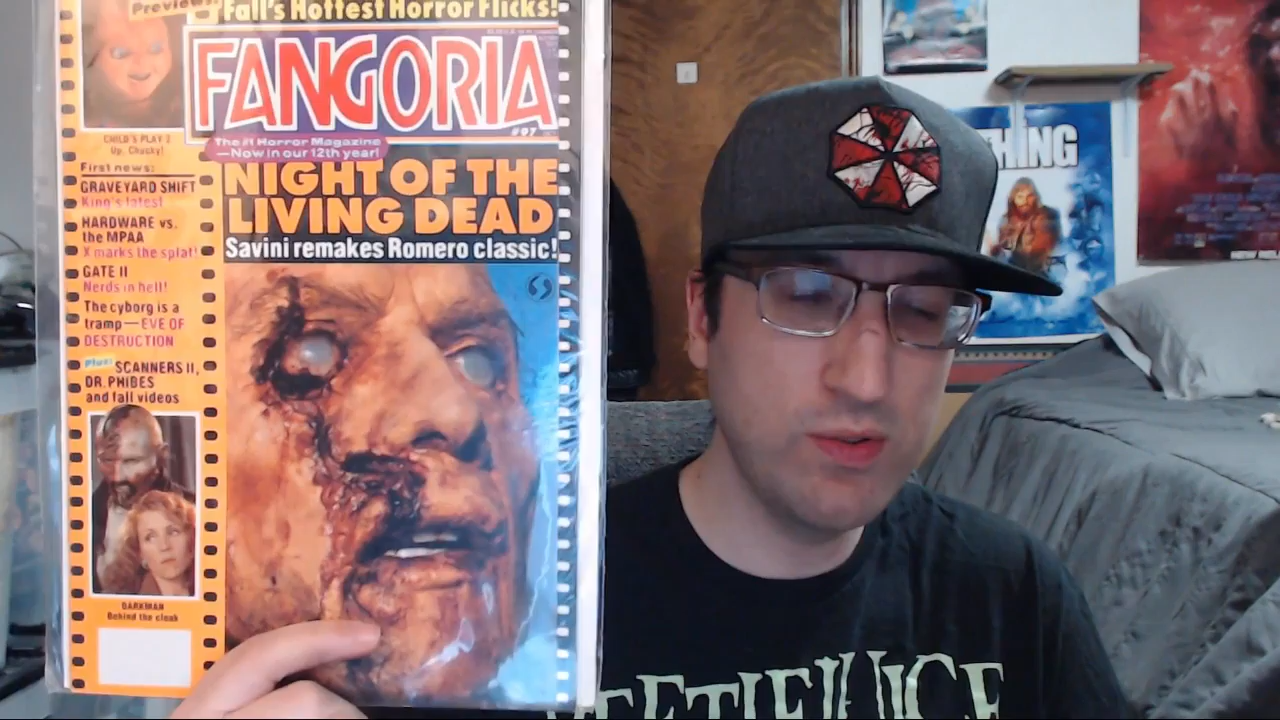 Previews
Fall's Hottest Horror Flicks!
FANGORIA
#97
The #1 Horror Magazine
—Now in our 12th year!
CHILD'S PLAY 2
Up, Chucky!
First news:
GRAVEYARD SHIFT
King's latest
HARDWARE vs.
the MPAA
X marks the splat!
GATE II
Nerds in hell!
The cyborg is a
tramp—EVE OF
DESTRUCTION
Plus:
SCANNERS II,
DR. PHIBES
and fall videos
DARKMAN
Behind the cloak
NIGHT OF THE
LIVING DEAD
Savini remakes Romero classic!
HING
EETLEJUICE